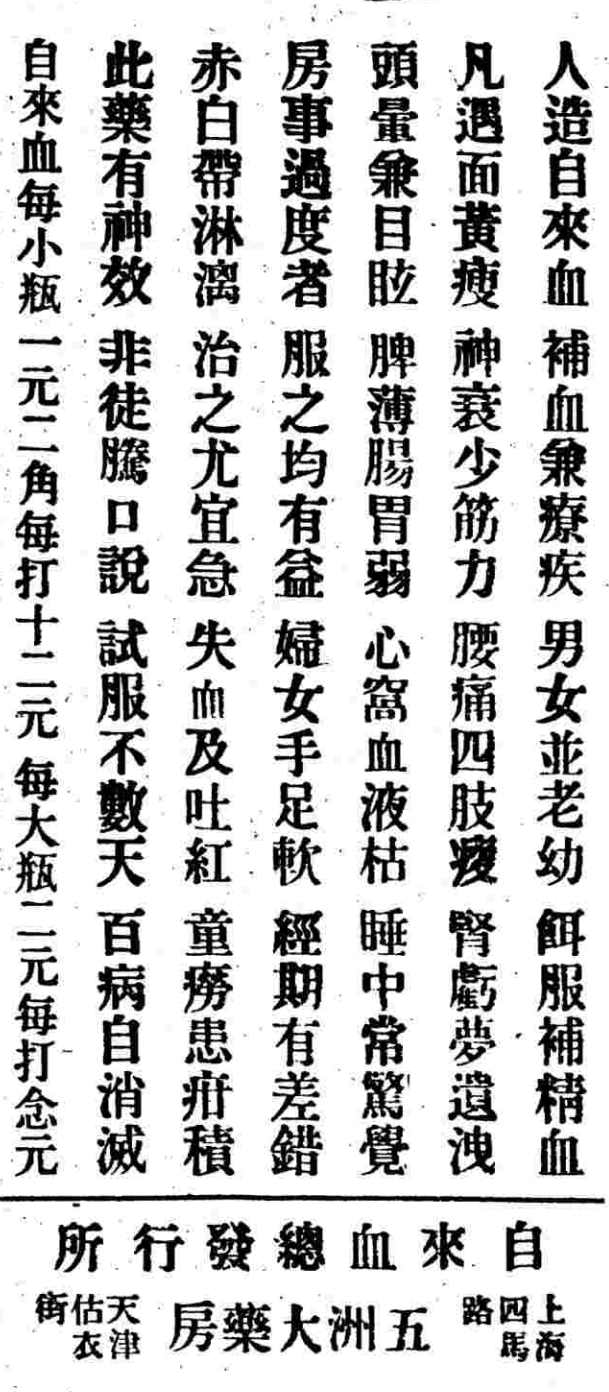 人造自來血 補血兼療疾 男女並老幼 餌服補精血
凡遇面黃瘦 神衰少筋力 腰痛四肢痠 腎虧夢遺洩
頭暈兼目眩 脾薄腸胃弱 心窩血液枯 睡中常驚覺
房事過度者 服之均有益 婦女手足軟 經期有差錯
赤白帶淋漓 治之尤宜急 失血及吐紅 童癆患疳積
此藥有神效 非徒騰口說 試服不數天 百病自消滅
自來血每小瓶一元二角每打十二元 每大瓶二元每打念元
自來血總發行所
上海四馬路
五洲大藥房
天津估衣街